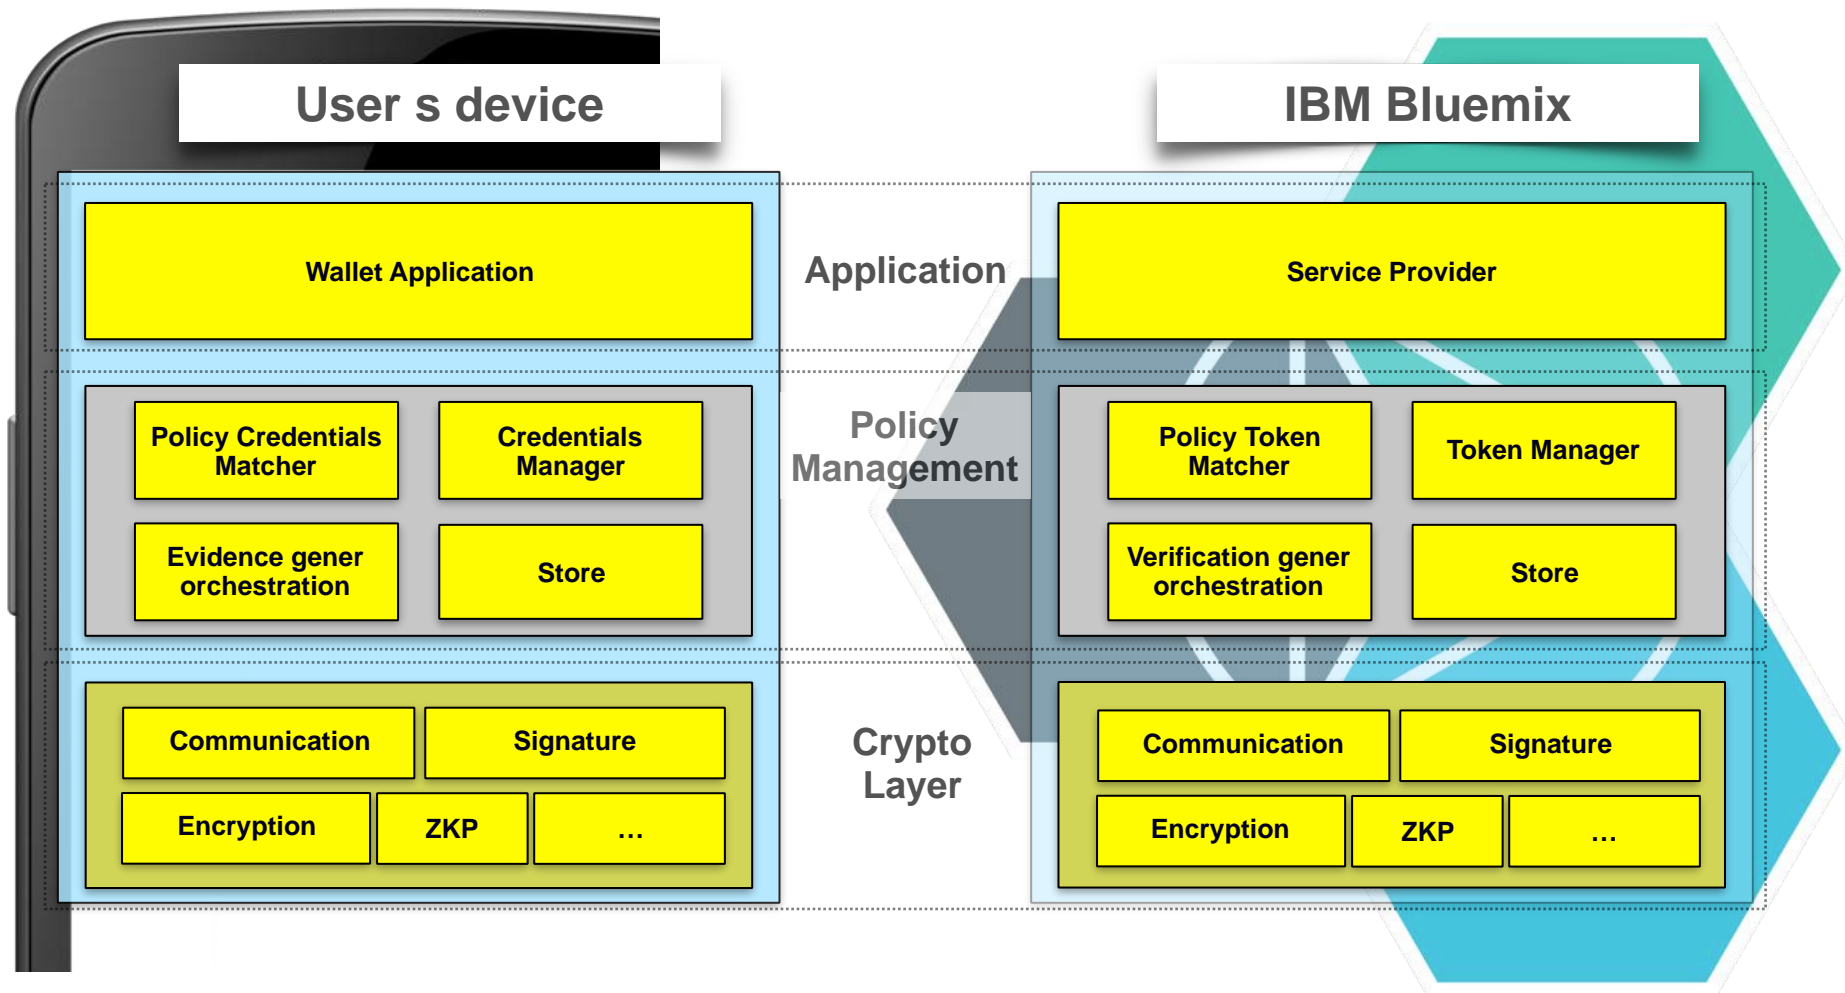 User s device
IBM Bluemix
Wallet Application
Application
Service Provider
Policy Credentials
Matcher
Credentials
Manager
Evidence gener
orchestration
Store
Policy
Management
Policy Token
Matcher
Token Manager
Verification gener
orchestration
Store
Communication
Signature
Encryption
ZKP
...
Crypto
Layer
Communication
Signature
Encryption
ZKP
...